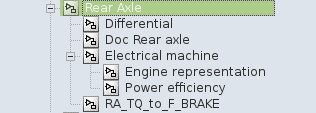 Rear Axle
Differential
Doc Rear axle
Electrical machine
Engine representation
Power efficiency
RA_TQ_to_F_BRAKE